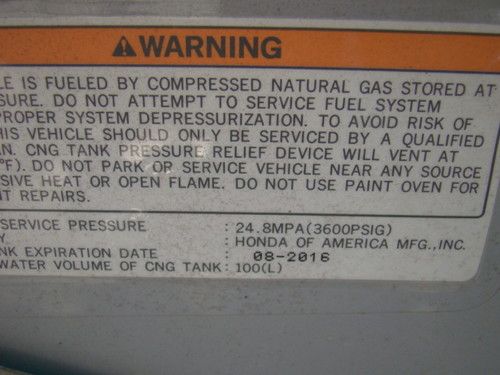 WARNING
LE IS FUELED BY COMPRESSED NATURAL GAS STORED AT
SURE. DO NOT ATTEMPT TO SERVICE FUEL SYSTEM
ROPER SYSTEM DEPRESSURIZATION. TO AVOID RISK OF
HIS VEHICLE SHOULD ONLY BE SERVICED BY A QUALIFIED
AN. CNG TANK PRESSURE RELIEF DEVICE WILL VENT AT
°F). DO NOT PARK OR SERVICE VEHICLE NEAR ANY SOURCE
SIVE HEAT OR OPEN FLAME. DO NOT USE PAINT OVEN FOR
NT REPAIRS.
SERVICE PRESSURE : 24.8MPA(3600PSIG)
Y : HONDA OF AMERICA MFG.,INC.
NK EXPIRATION DATE : 08-2016
WATER VOLUME OF CNG TANK : 100(L)